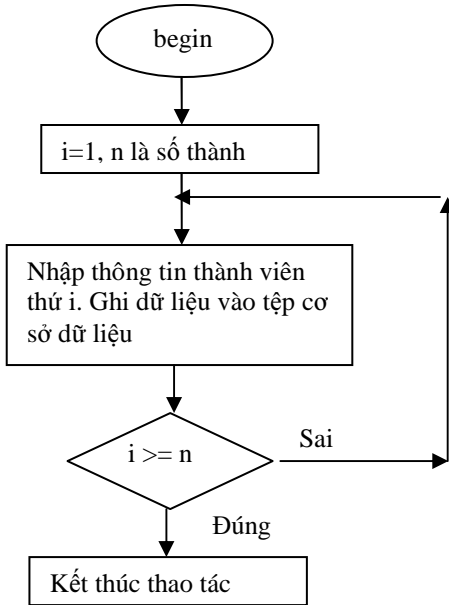 begin
i=1, n là số thành
Nhập thông tin thành viên
thứ i. Ghi dữ liệu vào tệp cơ
sở dữ liệu
i >= n
Sai
Đúng
Kết thúc thao tác